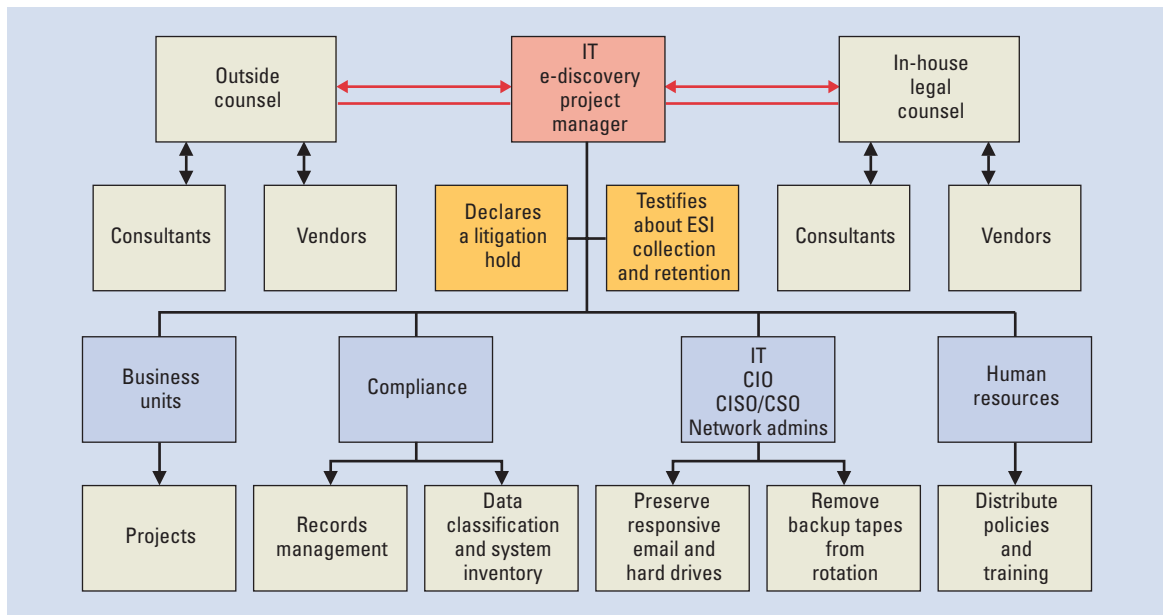 Outside
counsel
IT
e-discovery
project
manager
In-house
legal
counsel
Consultants
Vendors
Declares
a litigation
hold
Testifies
about ESI
collection
and retention
Consultants
Vendors
Business
units
Compliance
IT
CIO
CISO/CSO
Network admins
Human
resources
Projects
Records
management
Data
classification
and system
inventory
Preserve
responsive
email and
hard drives
Remove
backup tapes
from
rotation
Distribute
policies
and
training